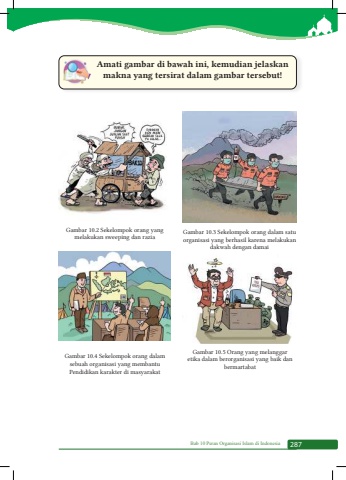 Amati gambar di bawah ini, kemudian jelaskan
makna yang tersirat dalam gambar tersebut!
Gambar 10.2 Sekelompok orang yang
melakukan sweeping dan razia
Gambar 10.3 Sekelompok orang dalam satu
organisasi yang berhasil karena melakukan
dakwah dengan damai
Gambar 10.4 Sekelompok orang dalam
sebuah organisasi yang membantu
Pendidikan karakter di masyarakat
Gambar 10.5 Orang yang melanggar
etika dalam berorganisasi yang baik dan
bermartabat
Bab 10 Peran Organisasi Islam di Indonesia
287